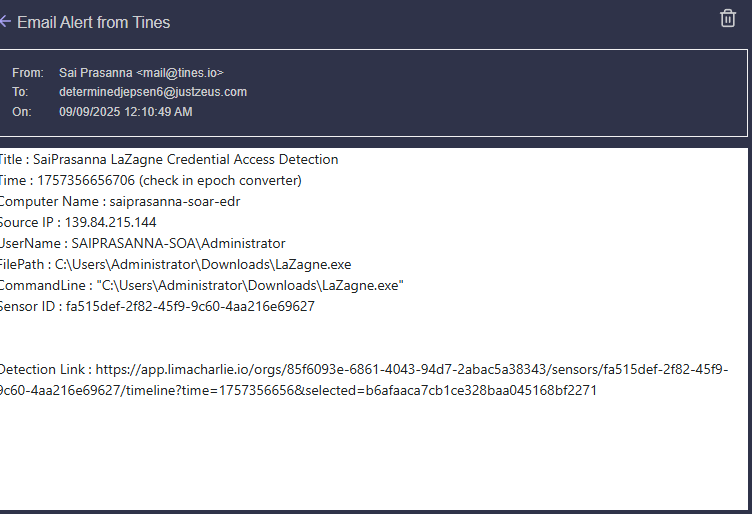 Email Alert from Tines
From: Sai Prasanna <mail@tines.io>
To: determinedjepsen6@justzeus.com
On: 09/09/2025 12:10:49 AM
Title : SaiPrasanna LaZagne Credential Access Detection
Time : 1757356656706 (check in epoch converter)
Computer Name : saiprasanna-soar-edr
Source IP : 139.84.215.144
UserName : SAIPRASANNA-SOA\Administrator
FilePath : C:\Users\Administrator\Downloads\LaZagne.exe
CommandLine : "C:\Users\Administrator\Downloads\LaZagne.exe"
Sensor ID : fa515def-2f82-45f9-9c60-4aa216e69627
Detection Link : https://app.limacharlie.io/orgs/85f6093e-6861-4043-94d7-2abac5a38343/sensors/fa515def-2f82-45f9-
9c60-4aa216e69627/timeline?time=1757356656&selected=b6afaaca7cb1ce328baa045168bf2271